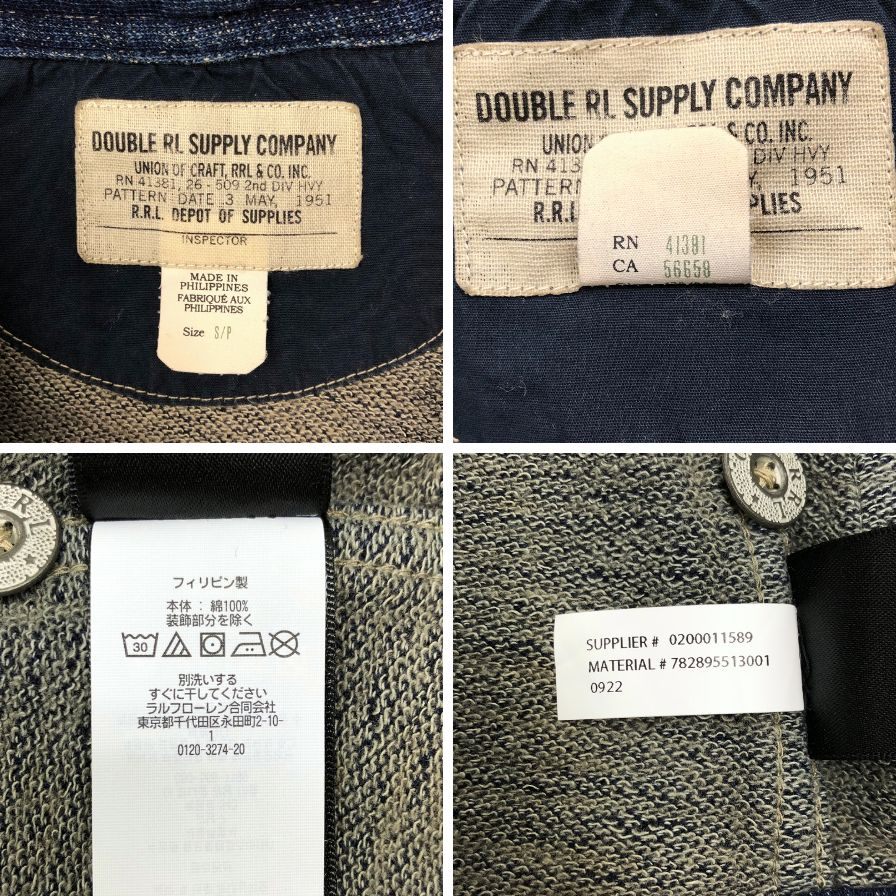 DOUBLE RL SUPPLY COMPANY
UNION OF CRAFT, RRL & CO. INC.
RN 41381, 26-509 2nd DIV HVY
PATTERN DATE 3 MAY, 1951
R.R.L. DEPOT OF SUPPLIES
INSPECTOR
MADE IN
PHILIPPINES
FABRIQUÉ AUX
PHILIPPINES
Size S/P
DOUBLE RL SUPPLY COMPANY
UNION & CO. INC.
RN 413 DIV HVY
PATTERN 1951
R.R.L. PLIES
RN 41381
CA 56658
RL
フィリピン製
本体 : 綿100%
装飾部分を除く
30
別洗いする
すぐに干してください
ラルフローレン合同会社
東京都千代田区永田町2-10-
1
0120-3274-20
RRL
SUPPLIER # 0200011589
MATERIAL # 782895513001
0922